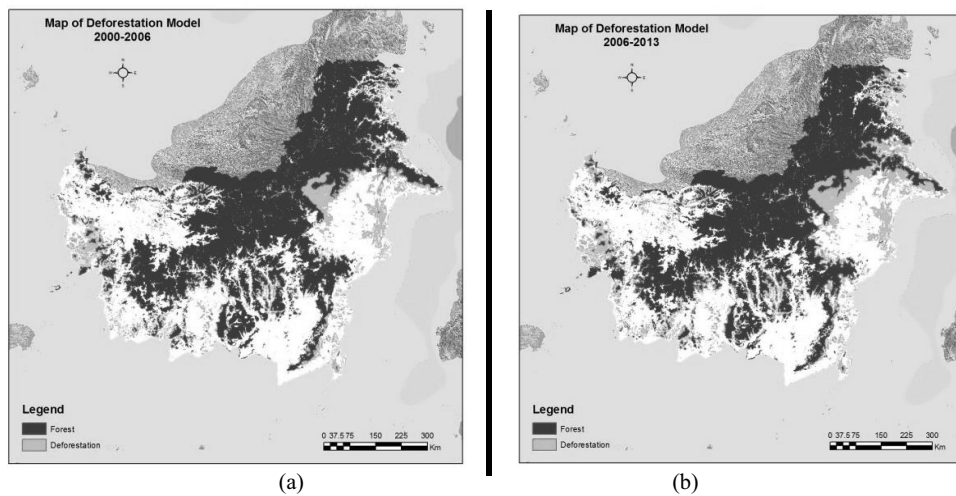 Map of Deforestation Model
2000-2006
N
W
E
S
Legend
Forest
Deforestation
0 37.5 75 150 225 300
Km
(a)
Map of Deforestation Model
2006-2013
N
W
E
S
Legend
Forest
Deforestation
0 37.5 75 150 225 300
Km
(b)